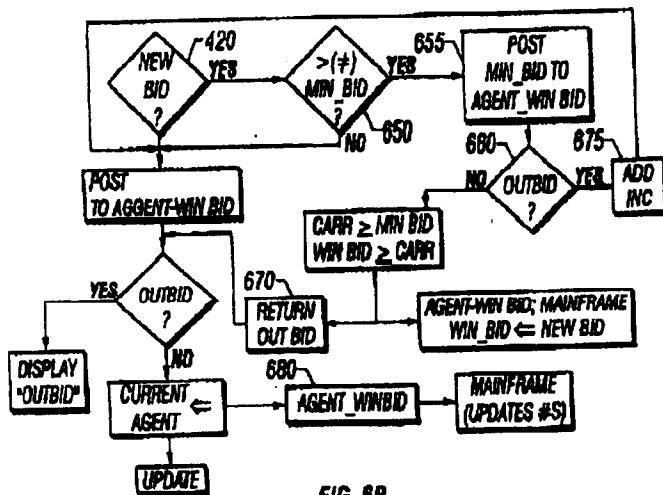 420
NEW
BID
?
YES
>(≠)
MIN_BID
?
YES
650
NO
655
POST
MIN_BID TO
AGENT_WIN BID
660
OUTBID
?
NO
YES
675
ADD
INC
POST
TO AGGENT-WIN BID
CARR ≥ MIN BID
WIN BID ≥ CARR
670
RETURN
OUT BID
AGENT-WIN BID; MAINFRAME
WIN_BID ⇐ NEW BID
YES
OUTBID
?
NO
DISPLAY
"OUTBID"
CURRENT
AGENT ⇐
680
AGENT_WINBID
MAINFRAME
(UPDATES #S)
UPDATE